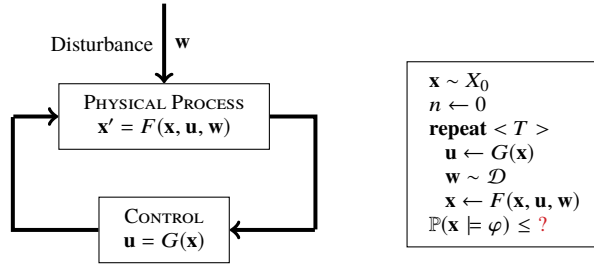 Disturbance w
PHYSICAL PROCESS
x′ = F(x, u, w)
CONTROL
u = G(x)
x ∼ X₀
n ← 0
repeat < T >
u ← G(x)
w ∼ 𝒟
x ← F(x, u, w)
ℙ(x ⊨ φ) ≤ ?